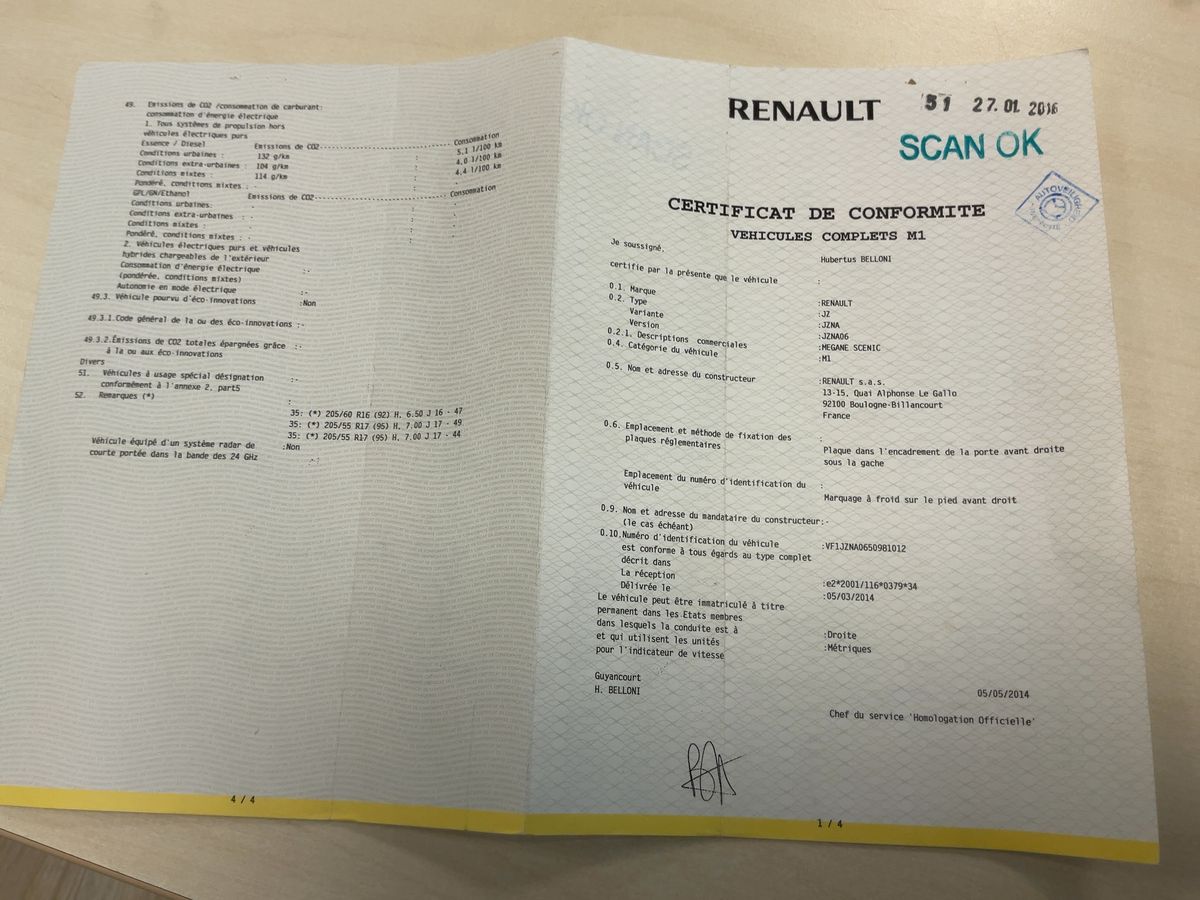 49. Emissions de CO2 /consommation de carburant:
consommation d'énergie électrique
1. Tous systèmes de propulsion hors
véhicules électriques purs
Essence / Diesel Emissions de CO2 Consommation
Conditions urbaines : 132 g/km : 5.1 l/100 km
Conditions extra-urbaines : 104 g/km : 4.0 l/100 km
Conditions mixtes : 114 g/km : 4.4 l/100 km
Pondéré, conditions mixtes :
GPL/GN/Ethanol Emissions de CO2 Consommation
Conditions urbaines:
Conditions extra-urbaines : -
Conditions mixtes : -
Pondéré, conditions mixtes : -
2. Véhicules électriques purs et véhicules
hybrides chargeables de l'extérieur
Consommation d'énergie électrique :-
(pondérée, conditions mixtes)
Autonomie en mode électrique :-
49.3. Véhicule pourvu d'éco-innovations :Non
49.3.1.Code général de la ou des éco-innovations :-
49.3.2.Émissions de CO2 totales épargnées grâce :-
à la ou aux éco-innovations
Divers
51. Véhicules à usage spécial désignation :-
conformément à l'annexe 2. part5
52. Remarques (*) :
35: (*) 205/60 R16 (92) H. 6.50 J 16 - 47
35: (*) 205/55 R17 (95) H. 7.00 J 17 - 49
35: (*) 205/55 R17 (95) H. 7.00 J 17 - 44
Véhicule équipé d'un système radar de :Non
courte portée dans la bande des 24 GHz
4 / 4
RENAULT
51 27.01.2016
SCAN OK
AUTOVEILIGHEID
CERTIFICAT DE CONFORMITE
VEHICULES COMPLETS M1
Je soussigné, Hubertus BELLONI
certifie par la présente que le véhicule :
0.1. Marque :RENAULT
0.2. Type :JZ
Variante :JZNA
Version :JZNA06
0.2.1. Descriptions commerciales :MEGANE SCENIC
0.4. Catégorie du véhicule :M1
0.5. Nom et adresse du constructeur :RENAULT s.a.s.
13-15, Quai Alphonse Le Gallo
92100 Boulogne-Billancourt
France
0.6. Emplacement et méthode de fixation des :
plaques réglementaires Plaque dans l'encadrement de la porte avant droite
sous la gache
Emplacement du numéro d'identification du :
véhicule Marquage à froid sur le pied avant droit
0.9. Nom et adresse du mandataire du constructeur:-
(le cas échéant)
0.10.Numéro d'identification du véhicule :VF1JZNA0650981012
est conforme à tous égards au type complet
décrit dans
La réception :e2*2001/116*0379*34
Délivrée le :05/03/2014
Le véhicule peut être immatriculé à titre
permanent dans les Etats membres
dans lesquels la conduite est à :Droite
et qui utilisent les unités :Métriques
pour l'indicateur de vitesse
Guyancourt 05/05/2014
H. BELLONI
Chef du service 'Homologation Officielle'
1 / 4